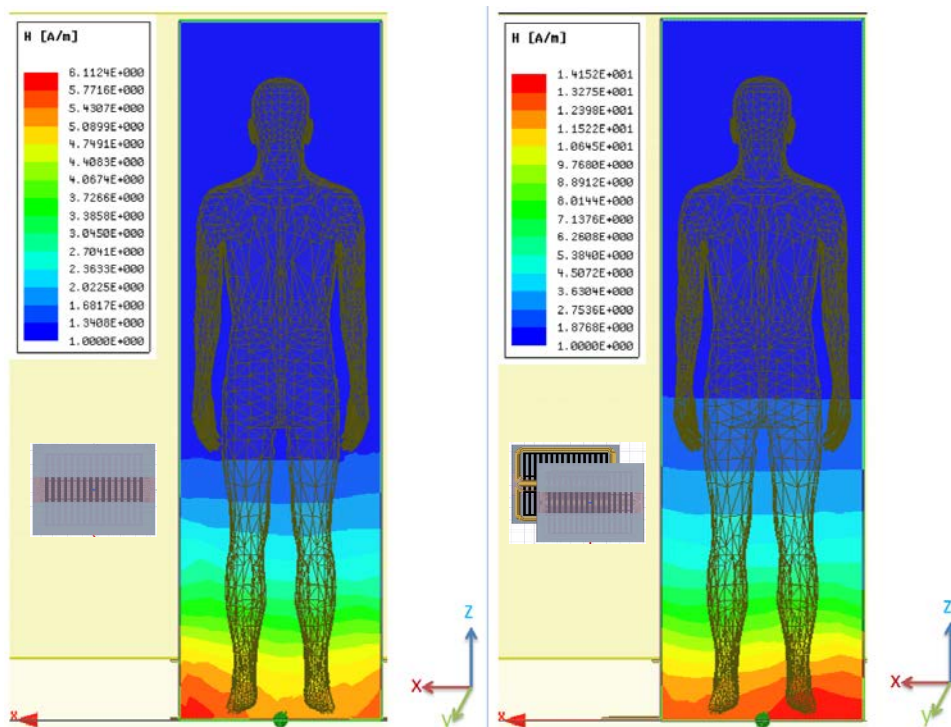 H [A/m]
6.1124E+000
5.7716E+000
5.4307E+000
5.0899E+000
4.7491E+000
4.4083E+000
4.0674E+000
3.7266E+000
3.3858E+000
3.0450E+000
2.7041E+000
2.3633E+000
2.0225E+000
1.6817E+000
1.3408E+000
1.0000E+000
Z
X
Y
X
H [A/m]
1.4152E+001
1.3275E+001
1.2398E+001
1.1522E+001
1.0645E+001
9.7680E+000
8.8912E+000
8.0144E+000
7.1376E+000
6.2608E+000
5.3840E+000
4.5072E+000
3.6304E+000
2.7536E+000
1.8768E+000
1.0000E+000
Z
X
Y
X